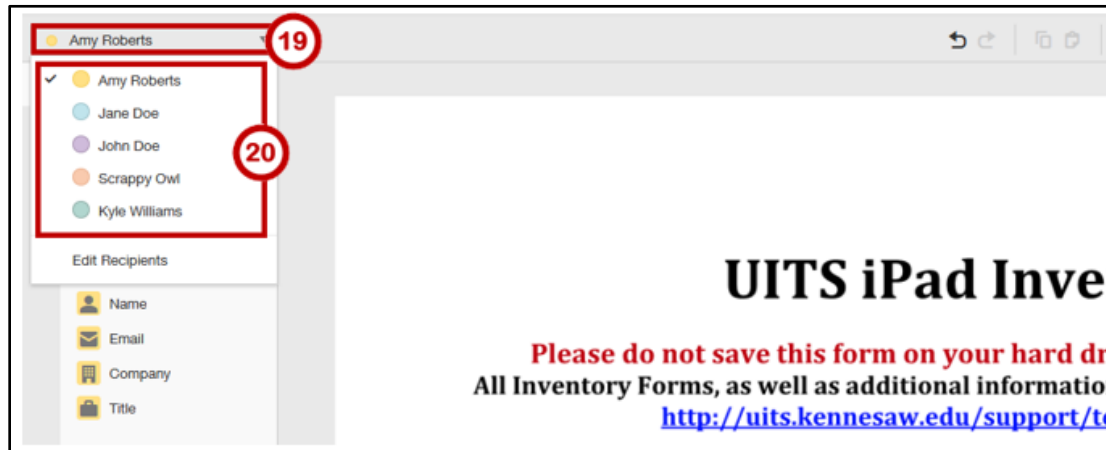 Amy Roberts
19
Amy Roberts
Jane Doe
John Doe
20
Scrappy Owl
Kyle Williams
Edit Recipients
Name
Email
Company
Title
UITS iPad Inve
Please do not save this form on your hard dr
All Inventory Forms, as well as additional informatio
http://uits.kennesaw.edu/support/t